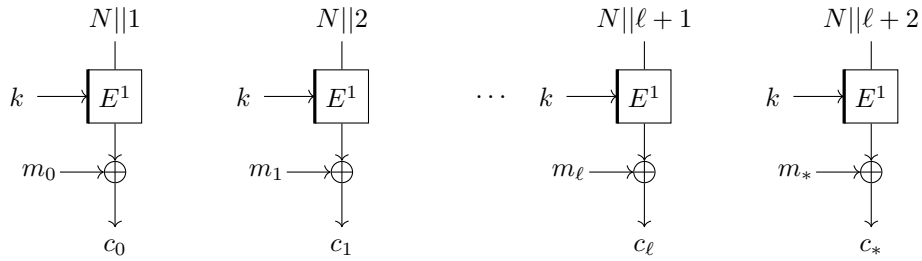 N||1 N||2 N||ℓ + 1 N||ℓ + 2
k E¹ k E¹ ··· k E¹ k E¹
m₀ m₁ m_ℓ m_*
c₀ c₁ c_ℓ c_*